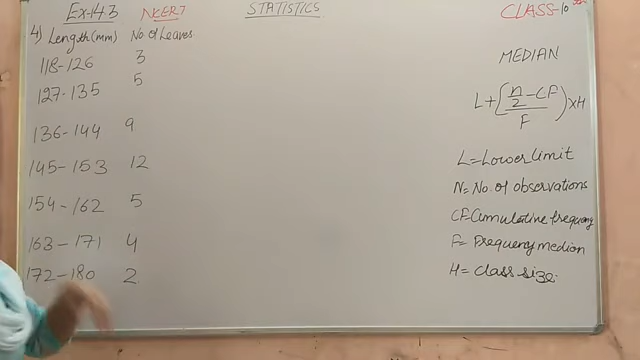 Ex-14.3 NCERT STATISTICS CLASS-10
4) Length(mm) No of Leaves
118-126 3
127-135 5
136-144 9
145-153 12
154-162 5
163-171 4
172-180 2
MEDIAN
L+(n/2-CF/F)×H
L=Lower limit
N=No. of observations
CF=Cumulative frequency
F=Frequency median
H=Class size.